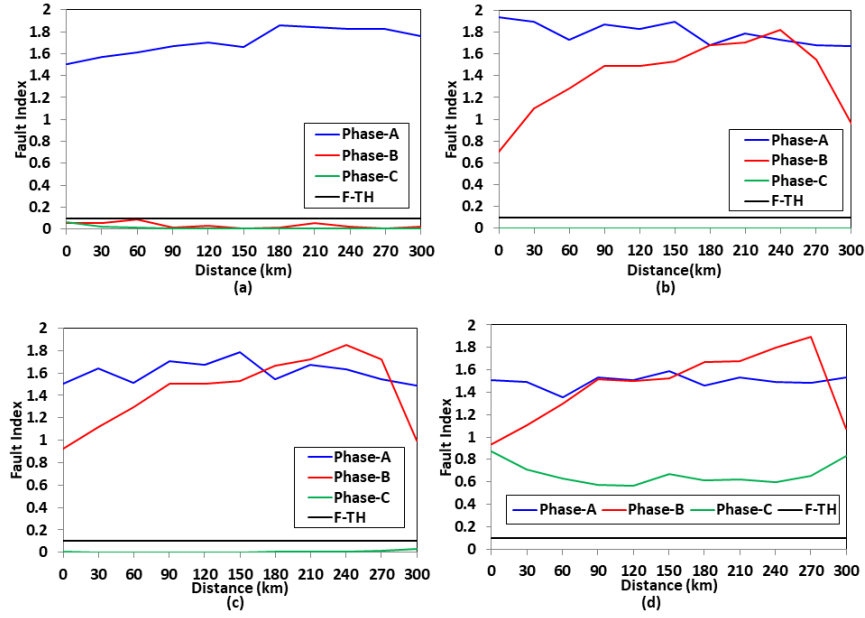 2
1.8
1.6
1.4
1.2
1
0.8
0.6
0.4
0.2
0
Fault Index
Phase-A
Phase-B
Phase-C
F-TH
0 30 60 90 120 150 180 210 240 270 300
Distance (km)
(a)
2
1.8
1.6
1.4
1.2
1
0.8
0.6
0.4
0.2
0
Fault Index
Phase-A
Phase-B
Phase-C
F-TH
0 30 60 90 120 150 180 210 240 270 300
Distance(km)
(b)
2
1.8
1.6
1.4
1.2
1
0.8
0.6
0.4
0.2
0
Fault Index
Phase-A
Phase-B
Phase-C
F-TH
0 30 60 90 120 150 180 210 240 270 300
Distance (km)
(c)
2
1.8
1.6
1.4
1.2
1
0.8
0.6
0.4
0.2
0
Fault Index
Phase-A Phase-B Phase-C F-TH
0 30 60 90 120 150 180 210 240 270 300
Distance (km)
(d)